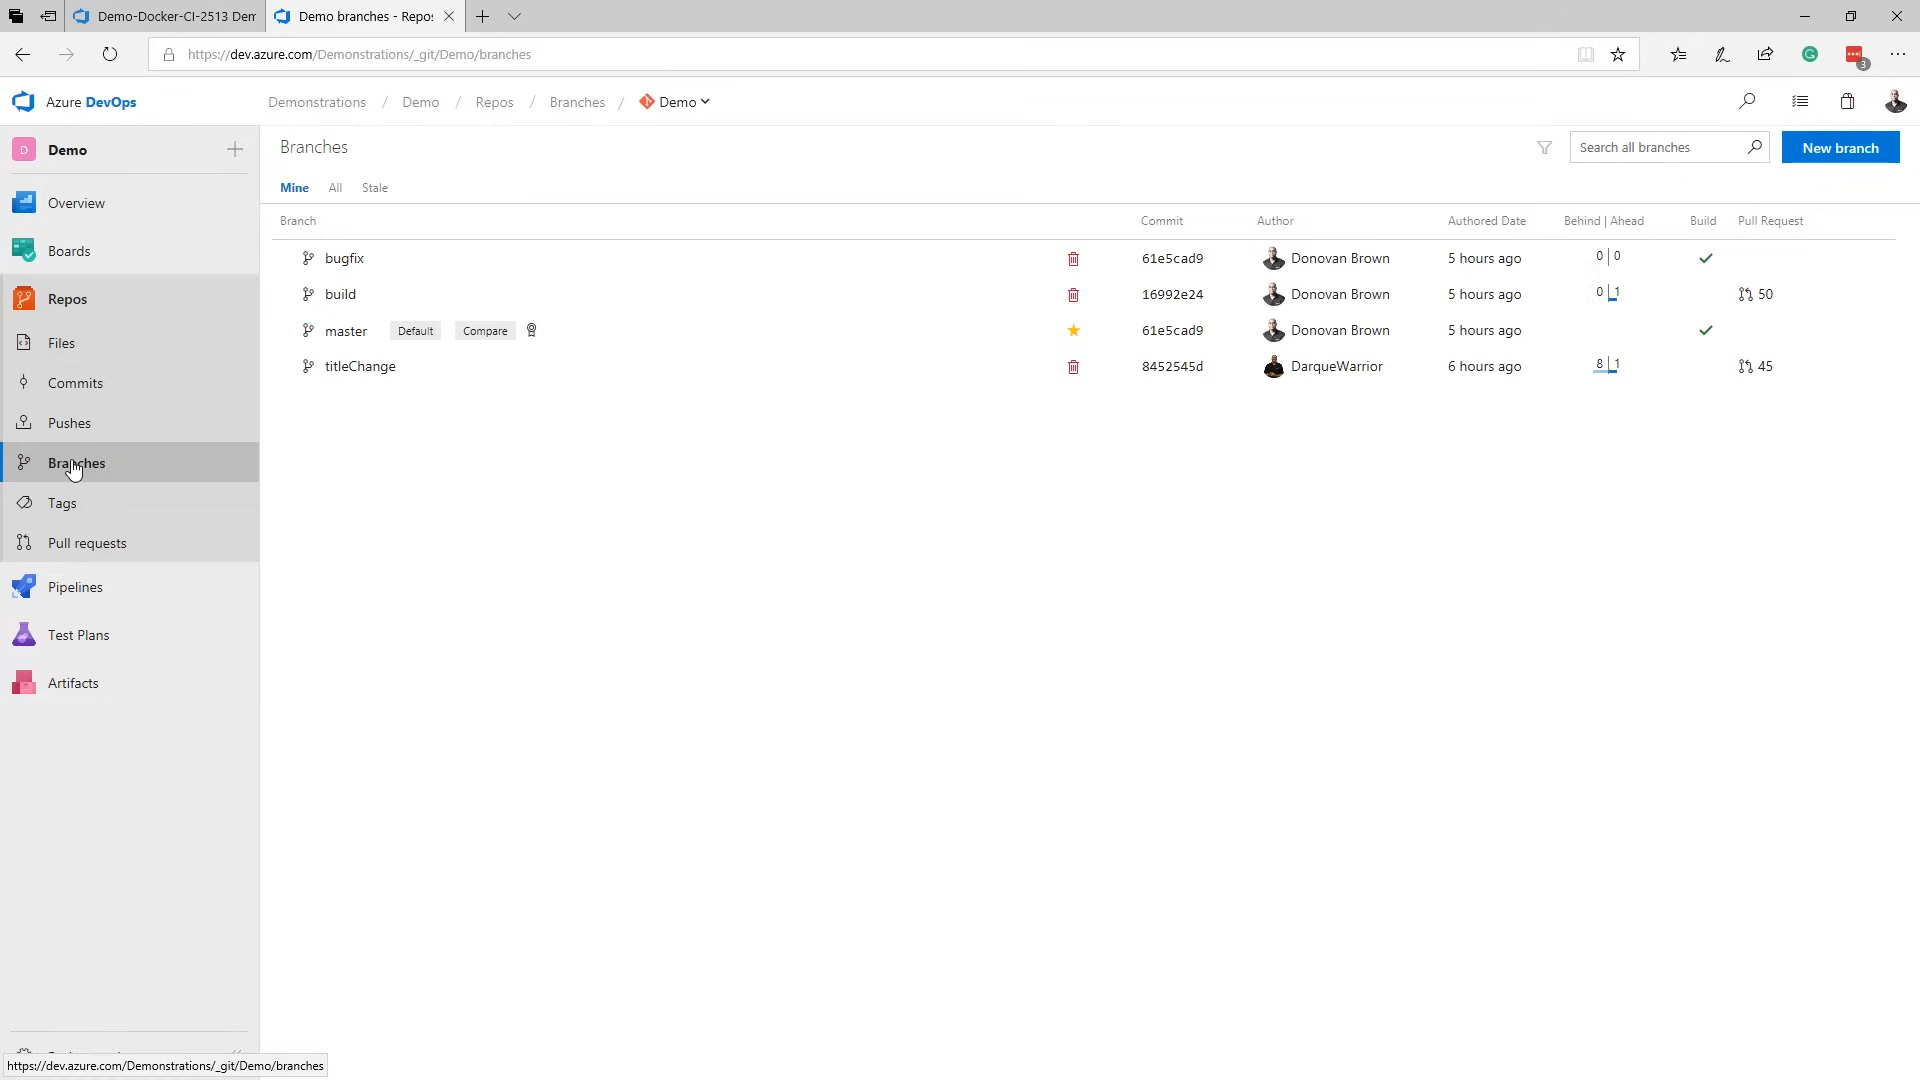 Demo-Docker-CI-2513 Dem
Demo branches - Repos
https://dev.azure.com/Demonstrations/_git/Demo/branches
3
Azure DevOps
Demonstrations / Demo / Repos / Branches / Demo
D Demo
Overview
Boards
Repos
Files
Commits
Pushes
Branches
Tags
Pull requests
Pipelines
Test Plans
Artifacts
https://dev.azure.com/Demonstrations/_git/Demo/branches
Branches
Search all branches
New branch
Mine All Stale
Branch Commit Author Authored Date Behind | Ahead Build Pull Request
bugfix 61e5cad9 Donovan Brown 5 hours ago 0 | 0
build 16992e24 Donovan Brown 5 hours ago 0 | 1 50
master Default Compare 61e5cad9 Donovan Brown 5 hours ago
titleChange 8452545d DarqueWarrior 6 hours ago 8 | 1 45